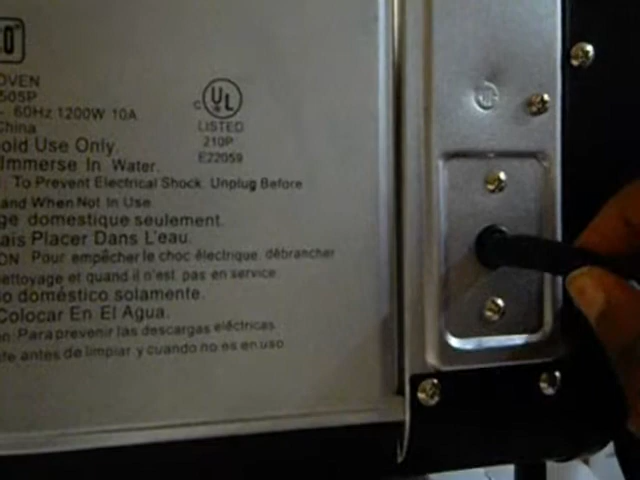 OVEN
50SP
60Hz 1200W 10A
China
old Use Only.
Immerse In Water.
: To Prevent Electrical Shock, Unplug Before
and When Not In Use
ge domestique seulement.
ais Placer Dans L'eau.
ON: Pour empêcher le choc électrique, débrancher
nettoyage et quand il n'est pas en service
o doméstico solamente.
Colocar En El Agua.
n: Para prevenir las descargas eléctricas
te antes de limpiar y cuando no es en uso
c UL
LISTED
210P
E22059